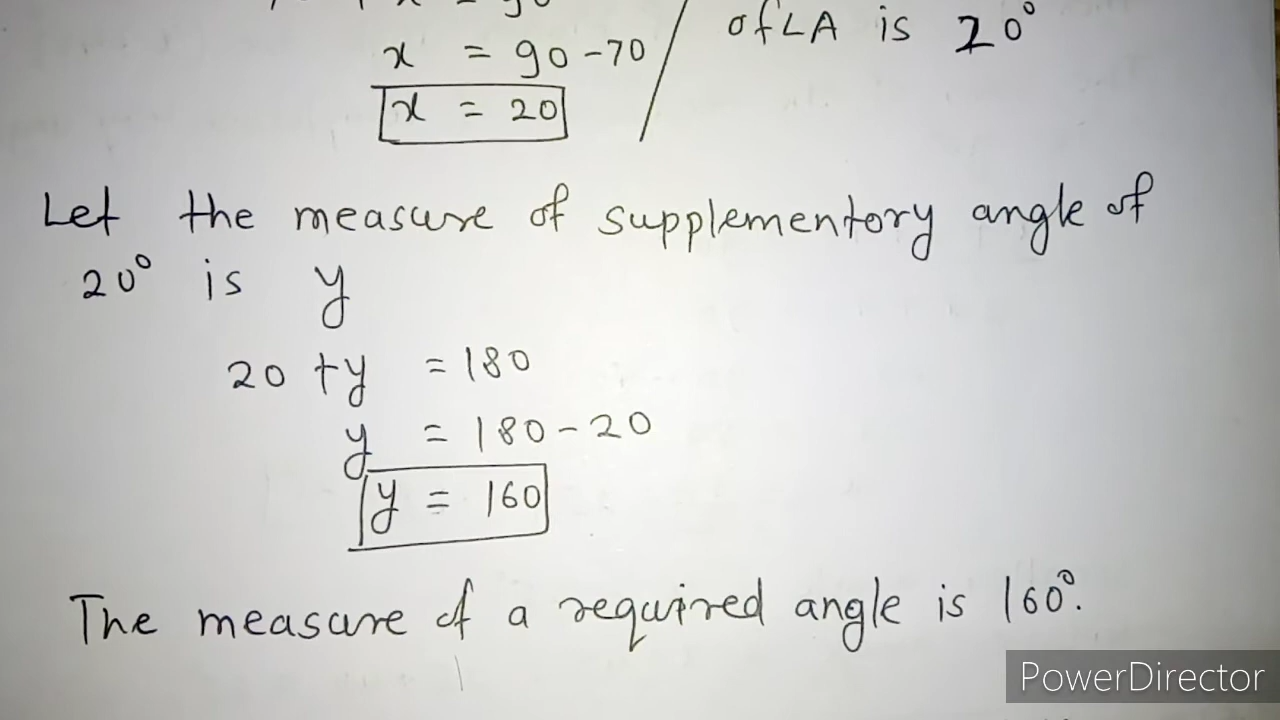 x = 90 - 70
x = 20
of ∠A is 20°
Let the measure of supplementory angle of
20° is y
20 + y = 180
y = 180 - 20
y = 160
The measure of a required angle is 160°.
PowerDirector